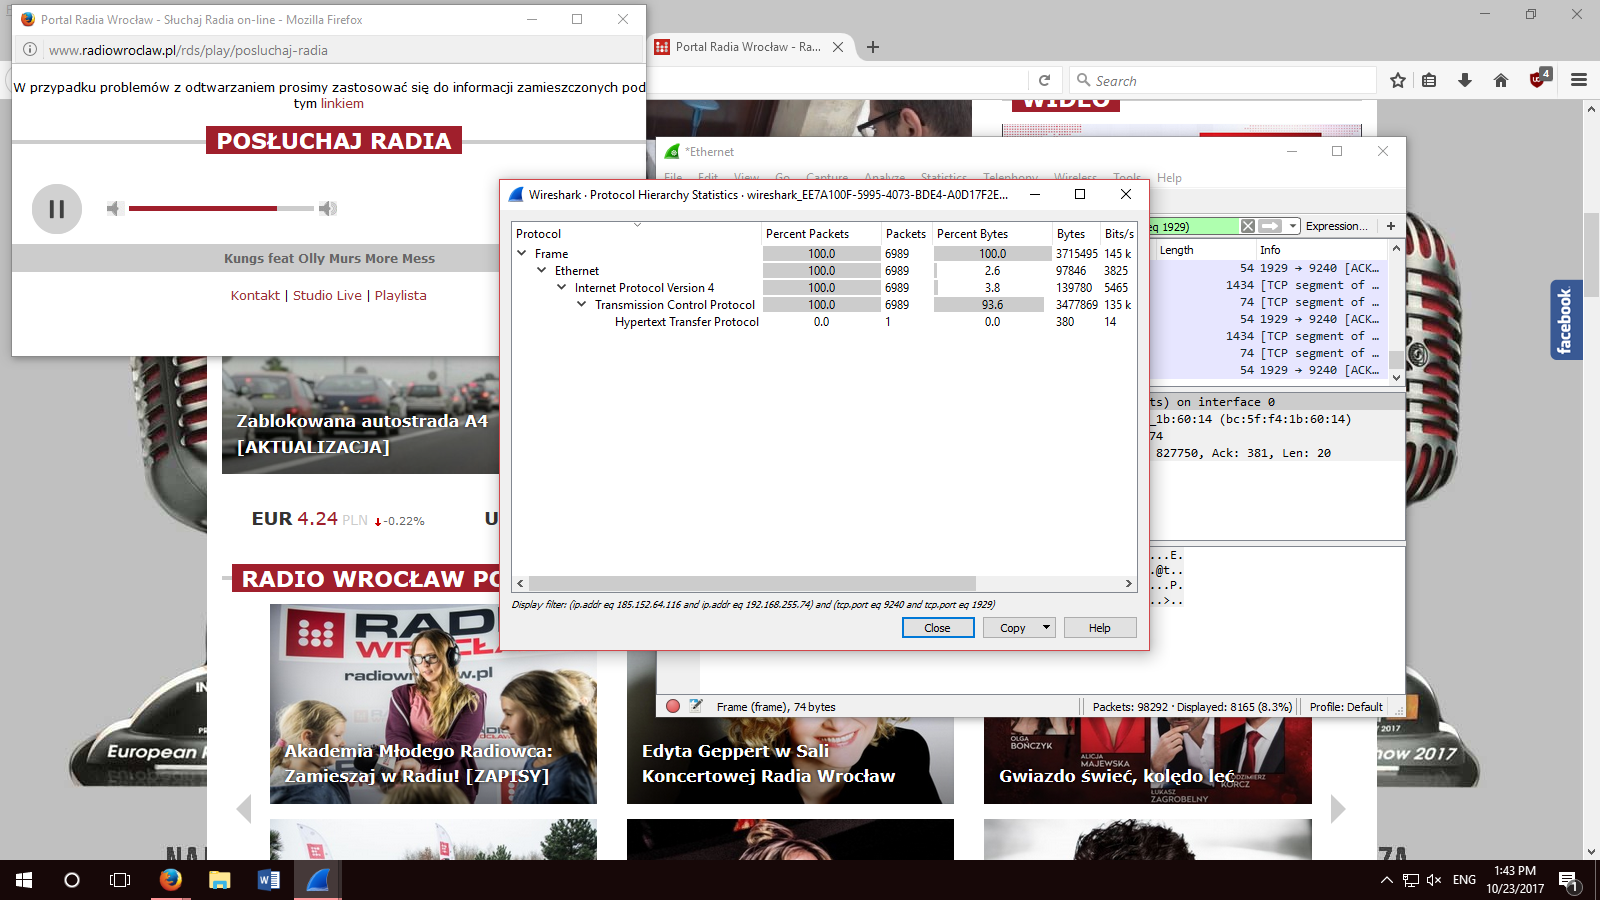 Portal Radia Wrocław - Słuchaj Radia on-line - Mozilla Firefox
www.radiowroclaw.pl/rds/play/posluchaj-radia
W przypadku problemów z odtwarzaniem prosimy zastosować się do informacji zamieszczonych pod
tym linkiem
POSŁUCHAJ RADIA
Kungs feat Olly Murs More Mess
Kontakt | Studio Live | Playlista
Portal Radia Wrocław - Ra...
Search
4
WIDEO
facebook
*Ethernet
File Edit View Go Capture Analyze Statistics Telephony Wireless Tools Help
eq 1929)
Expression...
Length Info
54 1929 → 9240 [ACK...
1434 [TCP segment of ...
74 [TCP segment of ...
54 1929 → 9240 [ACK...
1434 [TCP segment of ...
74 [TCP segment of ...
54 1929 → 9240 [ACK...
ts) on interface 0
_1b:60:14 (bc:5f:f4:1b:60:14)
74
827750, Ack: 381, Len: 20
...E.
.@t..
...P.
..>..
Frame (frame), 74 bytes
Packets: 98292 · Displayed: 8165 (8.3%)
Profile: Default
Wireshark · Protocol Hierarchy Statistics · wireshark_EE7A100F-5995-4073-BDE4-A0D17F2E...
Protocol Percent Packets Packets Percent Bytes Bytes Bits/s
Frame 100.0 6989 100.0 3715495 145 k
Ethernet 100.0 6989 2.6 97846 3825
Internet Protocol Version 4 100.0 6989 3.8 139780 5465
Transmission Control Protocol 100.0 6989 93.6 3477869 135 k
Hypertext Transfer Protocol 0.0 1 0.0 380 14
Display filter: (ip.addr eq 185.152.64.116 and ip.addr eq 192.168.255.74) and (tcp.port eq 9240 and tcp.port eq 1929)
Close Copy Help
Zablokowana autostrada A4
[AKTUALIZACJA]
EUR 4.24 PLN -0.22%
U
RADIO WROCŁAW PO
RADI
WROCŁA
radiowrocław.pl
Akademia Młodego Radiowca:
Zamieszaj w Radiu! [ZAPISY]
Edyta Geppert w Sali
Koncertowej Radia Wrocław
OLGA
BOŃCZYK
ALICJA
MAJEWSKA
ŁUKASZ
ZAGROBELNY
WŁODZIMIERZ
KORCZ
Gwiazdo świeć, kolędo leć
European
now 2017
ENG
1:43 PM
10/23/2017
1